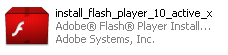 install_flash_player_10_active_x
Adobe® Flash® Player Install...
Adobe Systems, Inc.